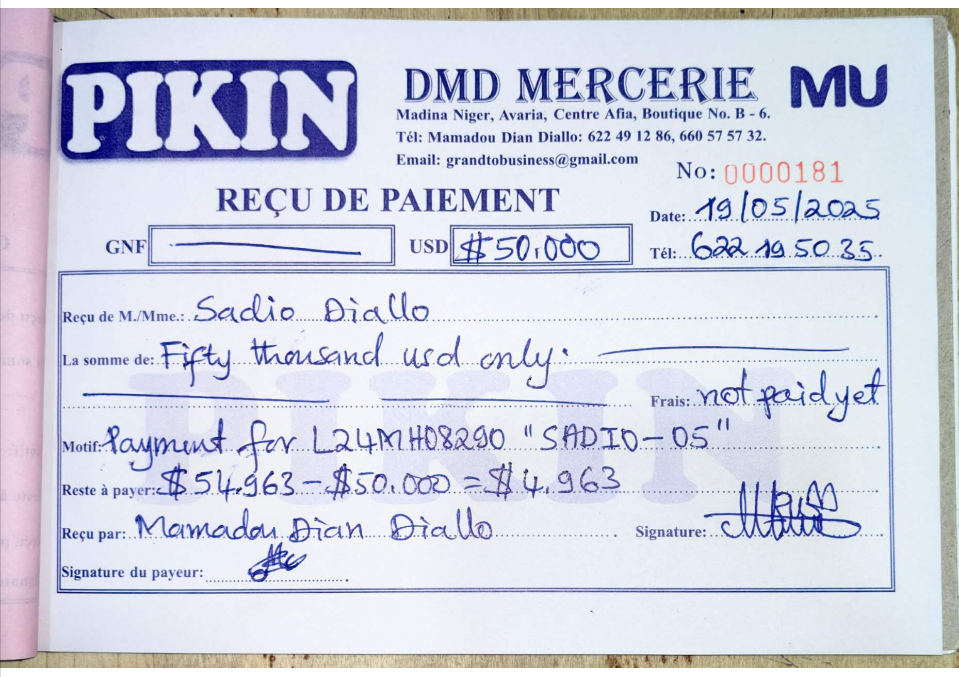 PIKIN
DMD MERCERIE MU
Madina Niger, Avaria, Centre Afia, Boutique No. B - 6.
Tél: Mamadou Dian Diallo: 622 49 12 86, 660 57 57 32.
Email: grandtobusiness@gmail.com
No: 0000181
REÇU DE PAIEMENT
Date: 19/05/2025
GNF USD $50.000 Tél: 622 19 50 35
Reçu de M./Mme.: Sadio Diallo
La somme de: Fifty thousand usd only.
Frais: not paid yet
Motif: Payment for L24MH08290 "SADIO-05"
Reste à payer: $54.963 - $50.000 = $4.963
Reçu par: Mamadou Dian Diallo Signature:
Signature du payeur:
PIKIN